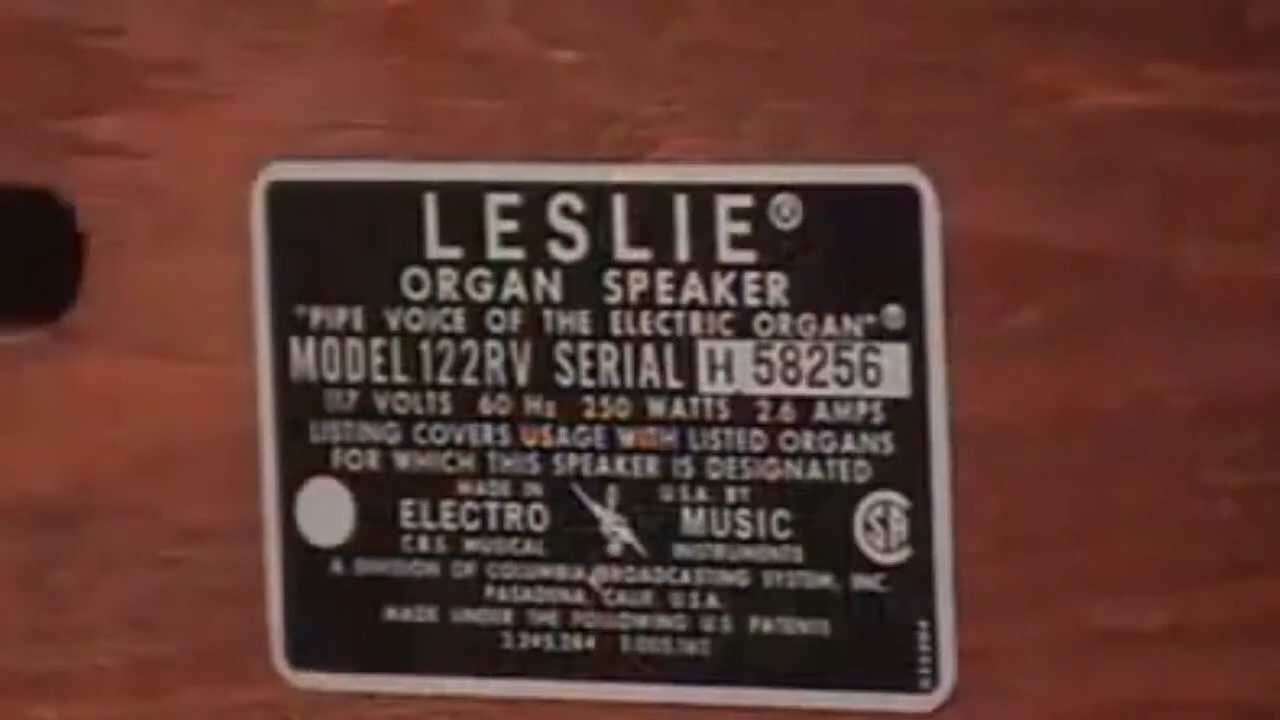 LESLIE®
ORGAN SPEAKER
"PIPE VOICE OF THE ELECTRIC ORGAN"®
MODEL 122RV SERIAL H 58256
117 VOLTS 60 Hz 250 WATTS 2.6 AMPS
LISTING COVERS USAGE WITH LISTED ORGANS
FOR WHICH THIS SPEAKER IS DESIGNATED
MADE IN U.S.A. BY
ELECTRO MUSIC
C.B.S. MUSICAL INSTRUMENTS
A DIVISION OF COLUMBIA BROADCASTING SYSTEM, INC.
PASADENA, CALIF. U.S.A.
MADE UNDER THE FOLLOWING U.S. PATENTS